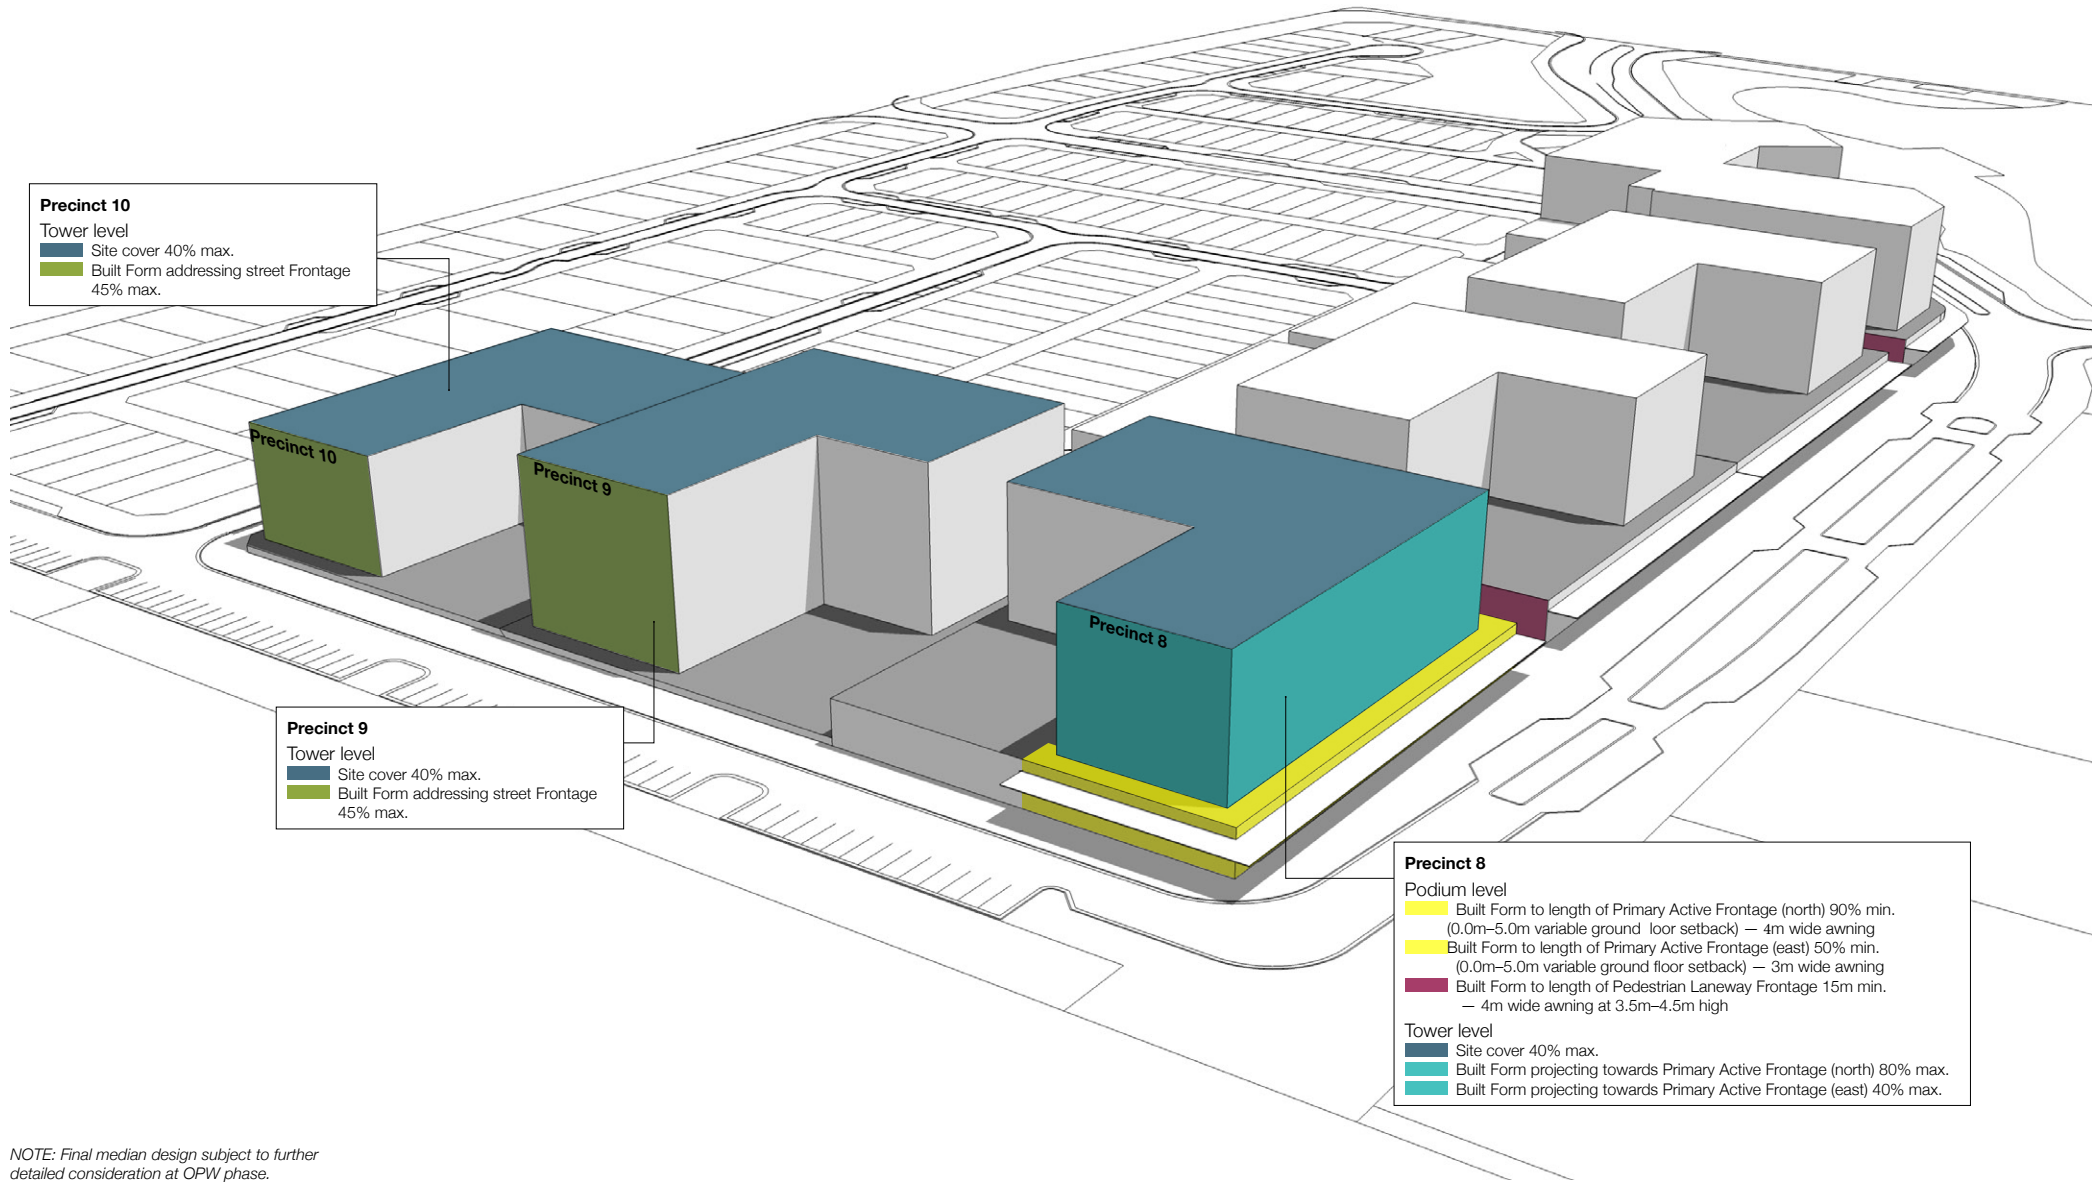 Precinct 10
Tower level
Site cover 40% max.
Built Form addressing street Frontage
45% max.
Precinct 10
Precinct 9
Precinct 8
Precinct 9
Tower level
Site cover 40% max.
Built Form addressing street Frontage
45% max.
Precinct 8
Podium level
Built Form to length of Primary Active Frontage (north) 90% min.
(0.0m–5.0m variable ground loor setback) — 4m wide awning
Built Form to length of Primary Active Frontage (east) 50% min.
(0.0m–5.0m variable ground floor setback) — 3m wide awning
Built Form to length of Pedestrian Laneway Frontage 15m min.
— 4m wide awning at 3.5m–4.5m high
Tower level
Site cover 40% max.
Built Form projecting towards Primary Active Frontage (north) 80% max.
Built Form projecting towards Primary Active Frontage (east) 40% max.
NOTE: Final median design subject to further
detailed consideration at OPW phase.